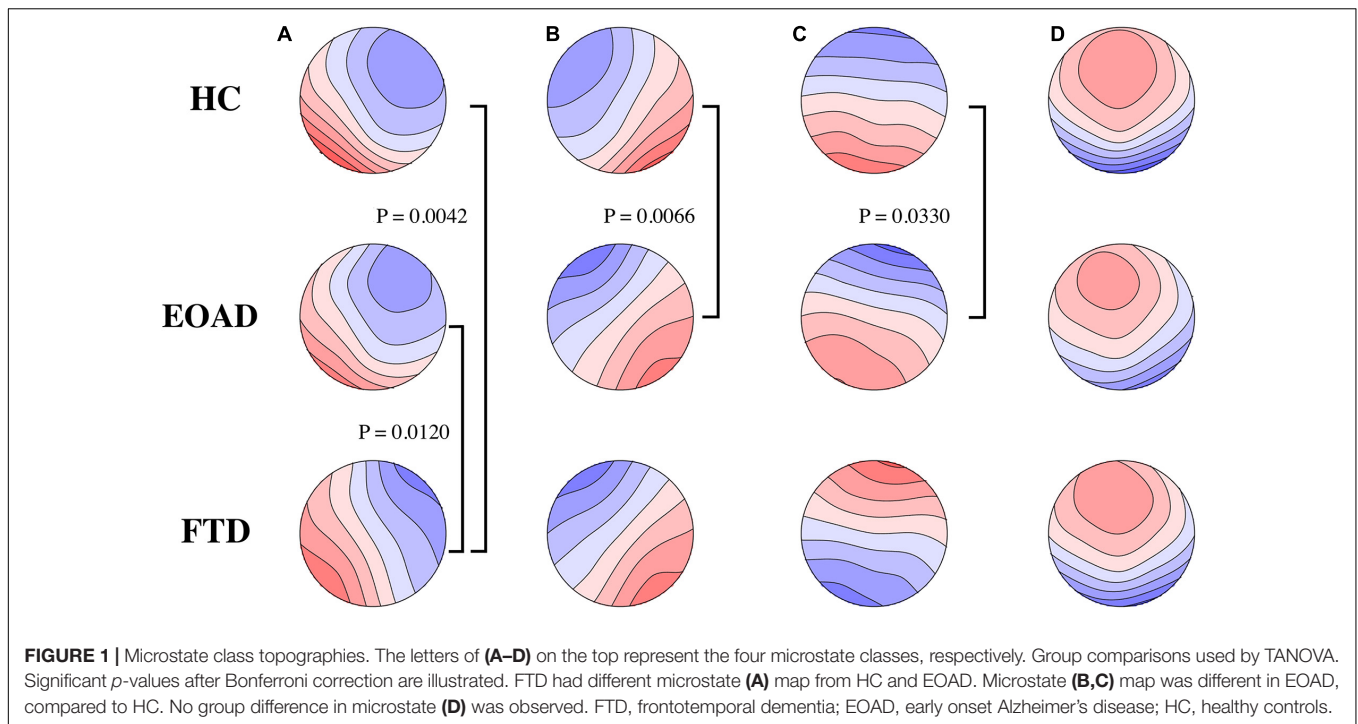 A B C D
HC
P = 0.0042 P = 0.0066 P = 0.0330
EOAD
P = 0.0120
FTD
FIGURE 1 | Microstate class topographies. The letters of (A–D) on the top represent the four microstate classes, respectively. Group comparisons used by TANOVA.
Significant p-values after Bonferroni correction are illustrated. FTD had different microstate (A) map from HC and EOAD. Microstate (B,C) map was different in EOAD,
compared to HC. No group difference in microstate (D) was observed. FTD, frontotemporal dementia; EOAD, early onset Alzheimer's disease; HC, healthy controls.